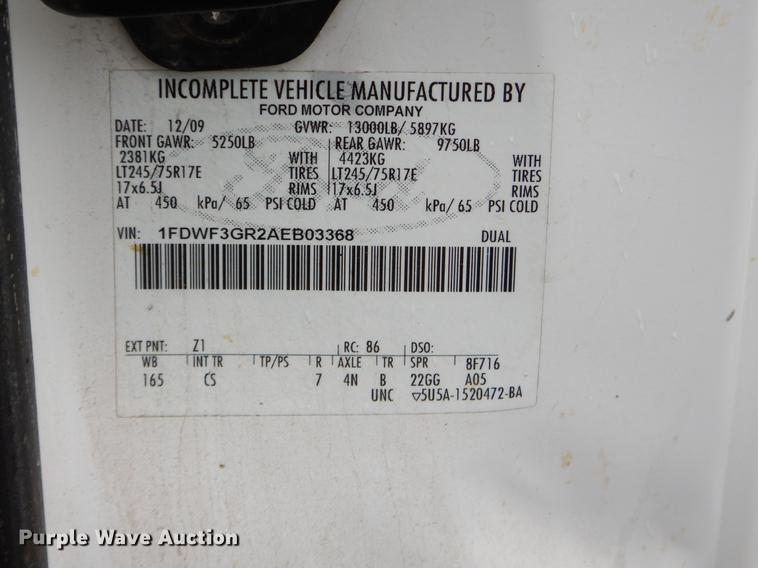 INCOMPLETE VEHICLE MANUFACTURED BY
FORD MOTOR COMPANY
DATE: 12/09 GVWR: 13000LB/ 5897KG
FRONT GAWR: 5250LB REAR GAWR: 9750LB
2381KG WITH 4423KG WITH
LT245/75R17E TIRES LT245/75R17E TIRES
17x6.5J RIMS 17x6.5J RIMS
AT 450 kPa/ 65 PSI COLD AT 450 kPa/ 65 PSI COLD
VIN: 1FDWF3GR2AEB03368 DUAL
EXT PNT: Z1 RC: 86 DSO:
WB INT TR TP/PS R AXLE TR SPR 8F716
165 CS 7 4N B 22GG A05
UNC ▽5U5A-1520472-BA
Purple Wave Auction